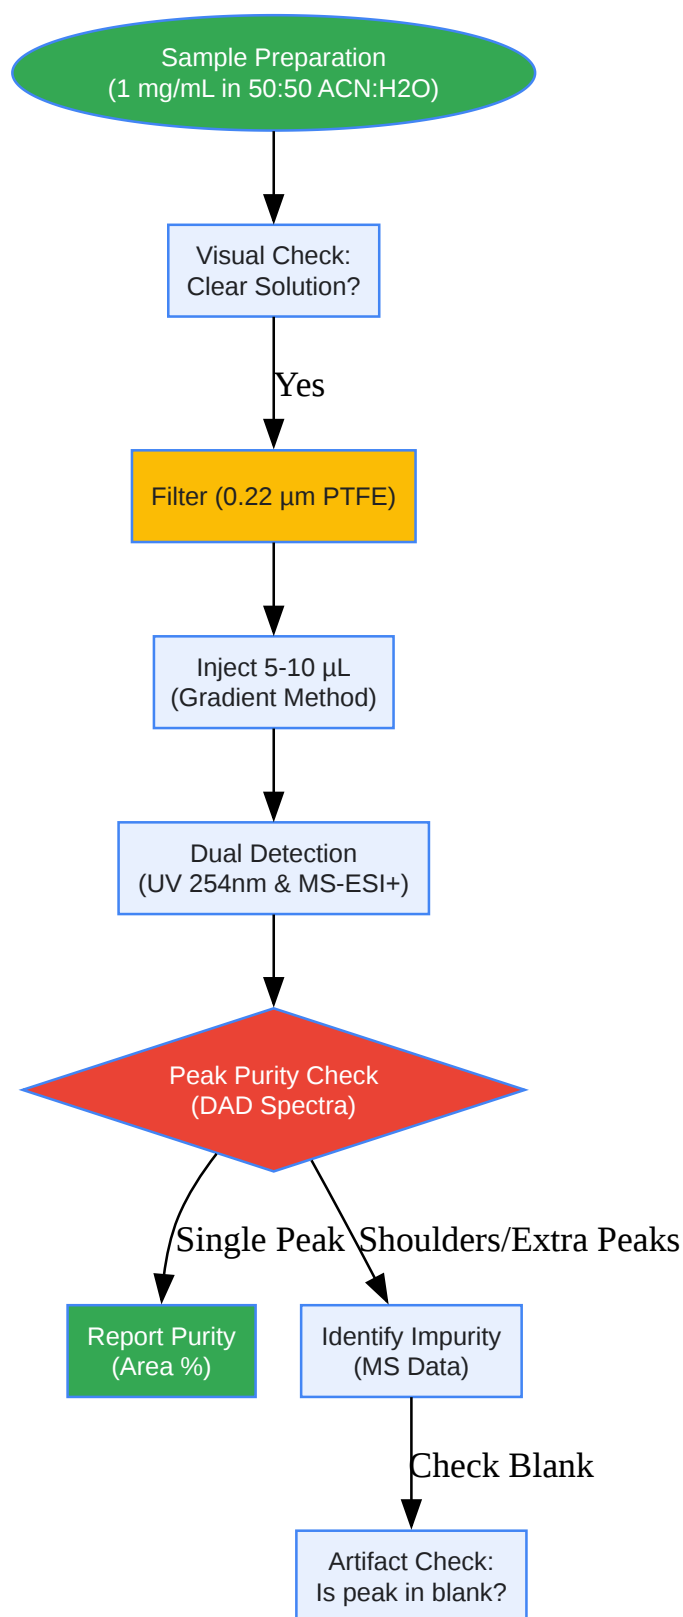 Sample Preparation
(1 mg/mL in 50:50 ACN:H2O)
Visual Check:
Clear Solution?
Yes
Filter (0.22 µm PTFE)
Inject 5-10 µL
(Gradient Method)
Dual Detection
(UV 254nm & MS-ESI+)
Peak Purity Check
(DAD Spectra)
Single Peak
Shoulders/Extra Peaks
Report Purity
(Area %)
Identify Impurity
(MS Data)
Check Blank
Artifact Check:
Is peak in blank?